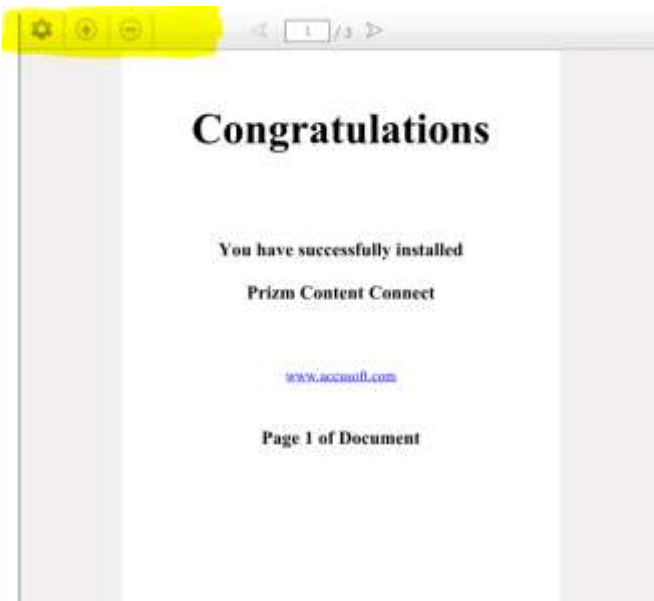 1 / 3
Congratulations
You have successfully installed
Prizm Content Connect
www.accusoft.com
Page 1 of Document